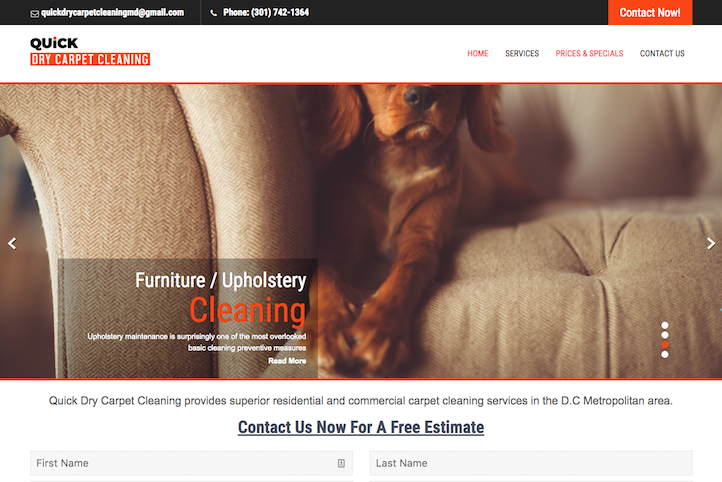 quickdrycarpetcleaningmd@gmail.com
Phone: (301) 742-1364
Contact Now!
QUiCK
DRY CARPET CLEANING
HOME
SERVICES
PRICES & SPECIALS
CONTACT US
Furniture / Upholstery
Cleaning
Upholstery maintenance is surprisingly one of the most overlooked
basic cleaning preventive measures
Read More
Quick Dry Carpet Cleaning provides superior residential and commercial carpet cleaning services in the D.C Metropolitan area.
Contact Us Now For A Free Estimate
First Name
Last Name